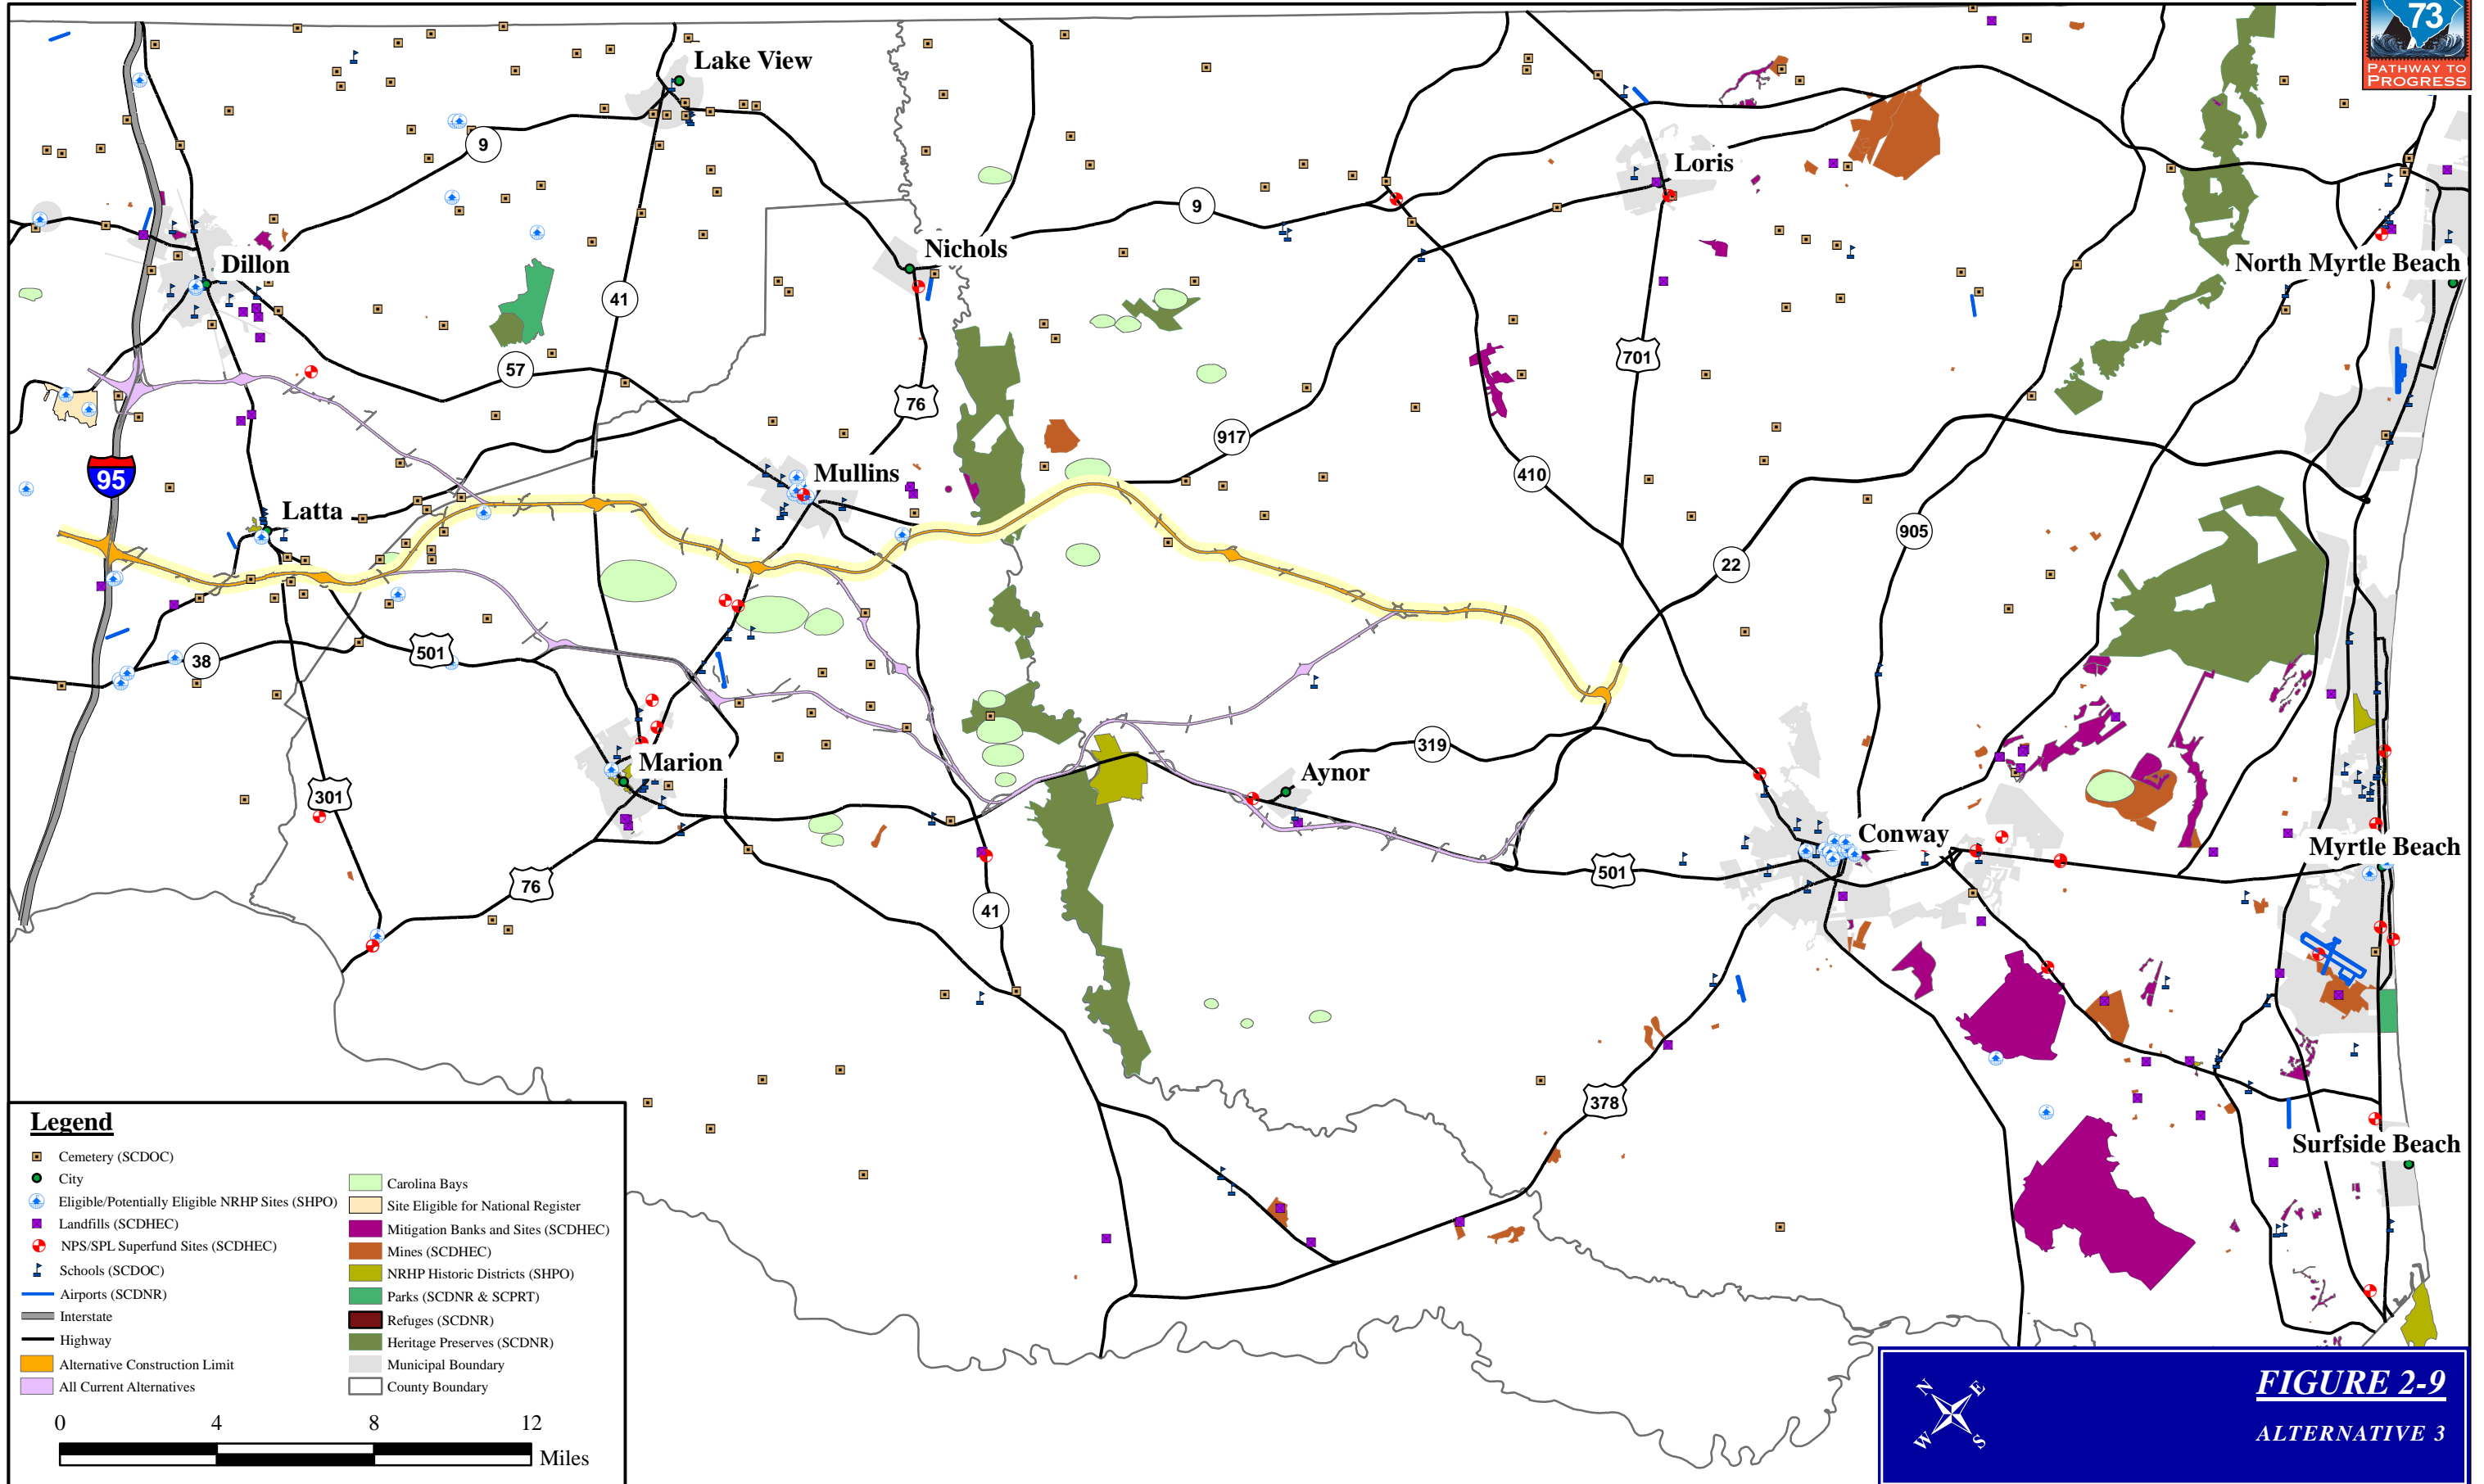 73
PATHWAY TO
PROGRESS
Lake View
9
Loris
9
Nichols
Dillon
North Myrtle Beach
41
701
57
76
917
Mullins
410
95
Latta
905
22
501
38
319
Marion
Aynor
301
Conway
Myrtle Beach
501
76
41
378
Surfside Beach
Legend
Cemetery (SCDOC)
City
Eligible/Potentially Eligible NRHP Sites (SHPO)
Landfills (SCDHEC)
NPS/SPL Superfund Sites (SCDHEC)
Schools (SCDOC)
Airports (SCDNR)
Interstate
Highway
Alternative Construction Limit
All Current Alternatives
Carolina Bays
Site Eligible for National Register
Mitigation Banks and Sites (SCDHEC)
Mines (SCDHEC)
NRHP Historic Districts (SHPO)
Parks (SCDNR & SCPRT)
Refuges (SCDNR)
Heritage Preserves (SCDNR)
Municipal Boundary
County Boundary
0 4 8 12
Miles
N E
W S
FIGURE 2-9
ALTERNATIVE 3